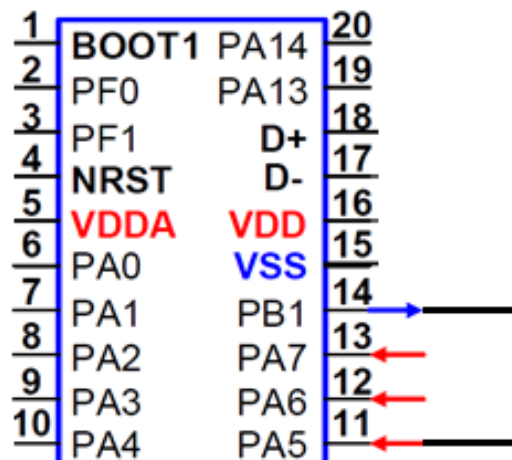 1 BOOT1 PA14 20
2 PF0 PA13 19
3 PF1 D+ 18
4 NRST D- 17
5 VDDA VDD 16
6 PA0 VSS 15
7 PA1 PB1 14
8 PA2 PA7 13
9 PA3 PA6 12
10 PA4 PA5 11